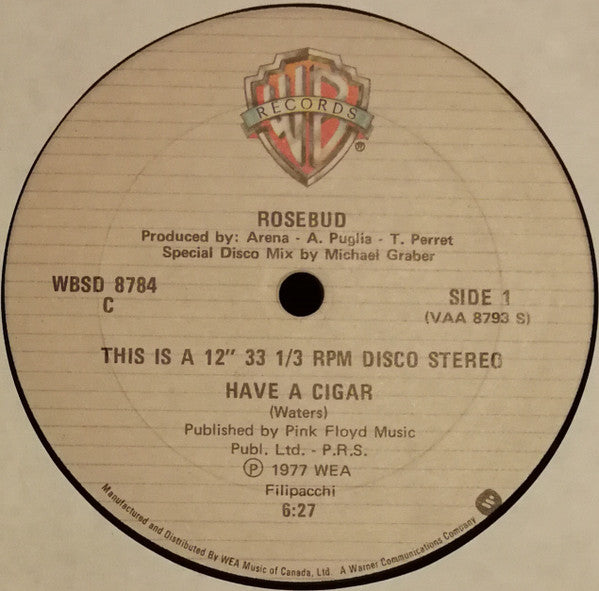 WB
RECORDS
®
ROSEBUD
Produced by: Arena - A. Puglia - T. Perret
Special Disco Mix by Michael Graber
WBSD 8784
C
SIDE 1
(VAA 8793 S)
THIS IS A 12" 33 1/3 RPM DISCO STEREO
HAVE A CIGAR
(Waters)
Published by Pink Floyd Music
Publ. Ltd. - P.R.S.
℗ 1977 WEA
Filipacchi
6:27
Manufactured and Distributed By WEA Music of Canada, Ltd. A Warner Communications Company